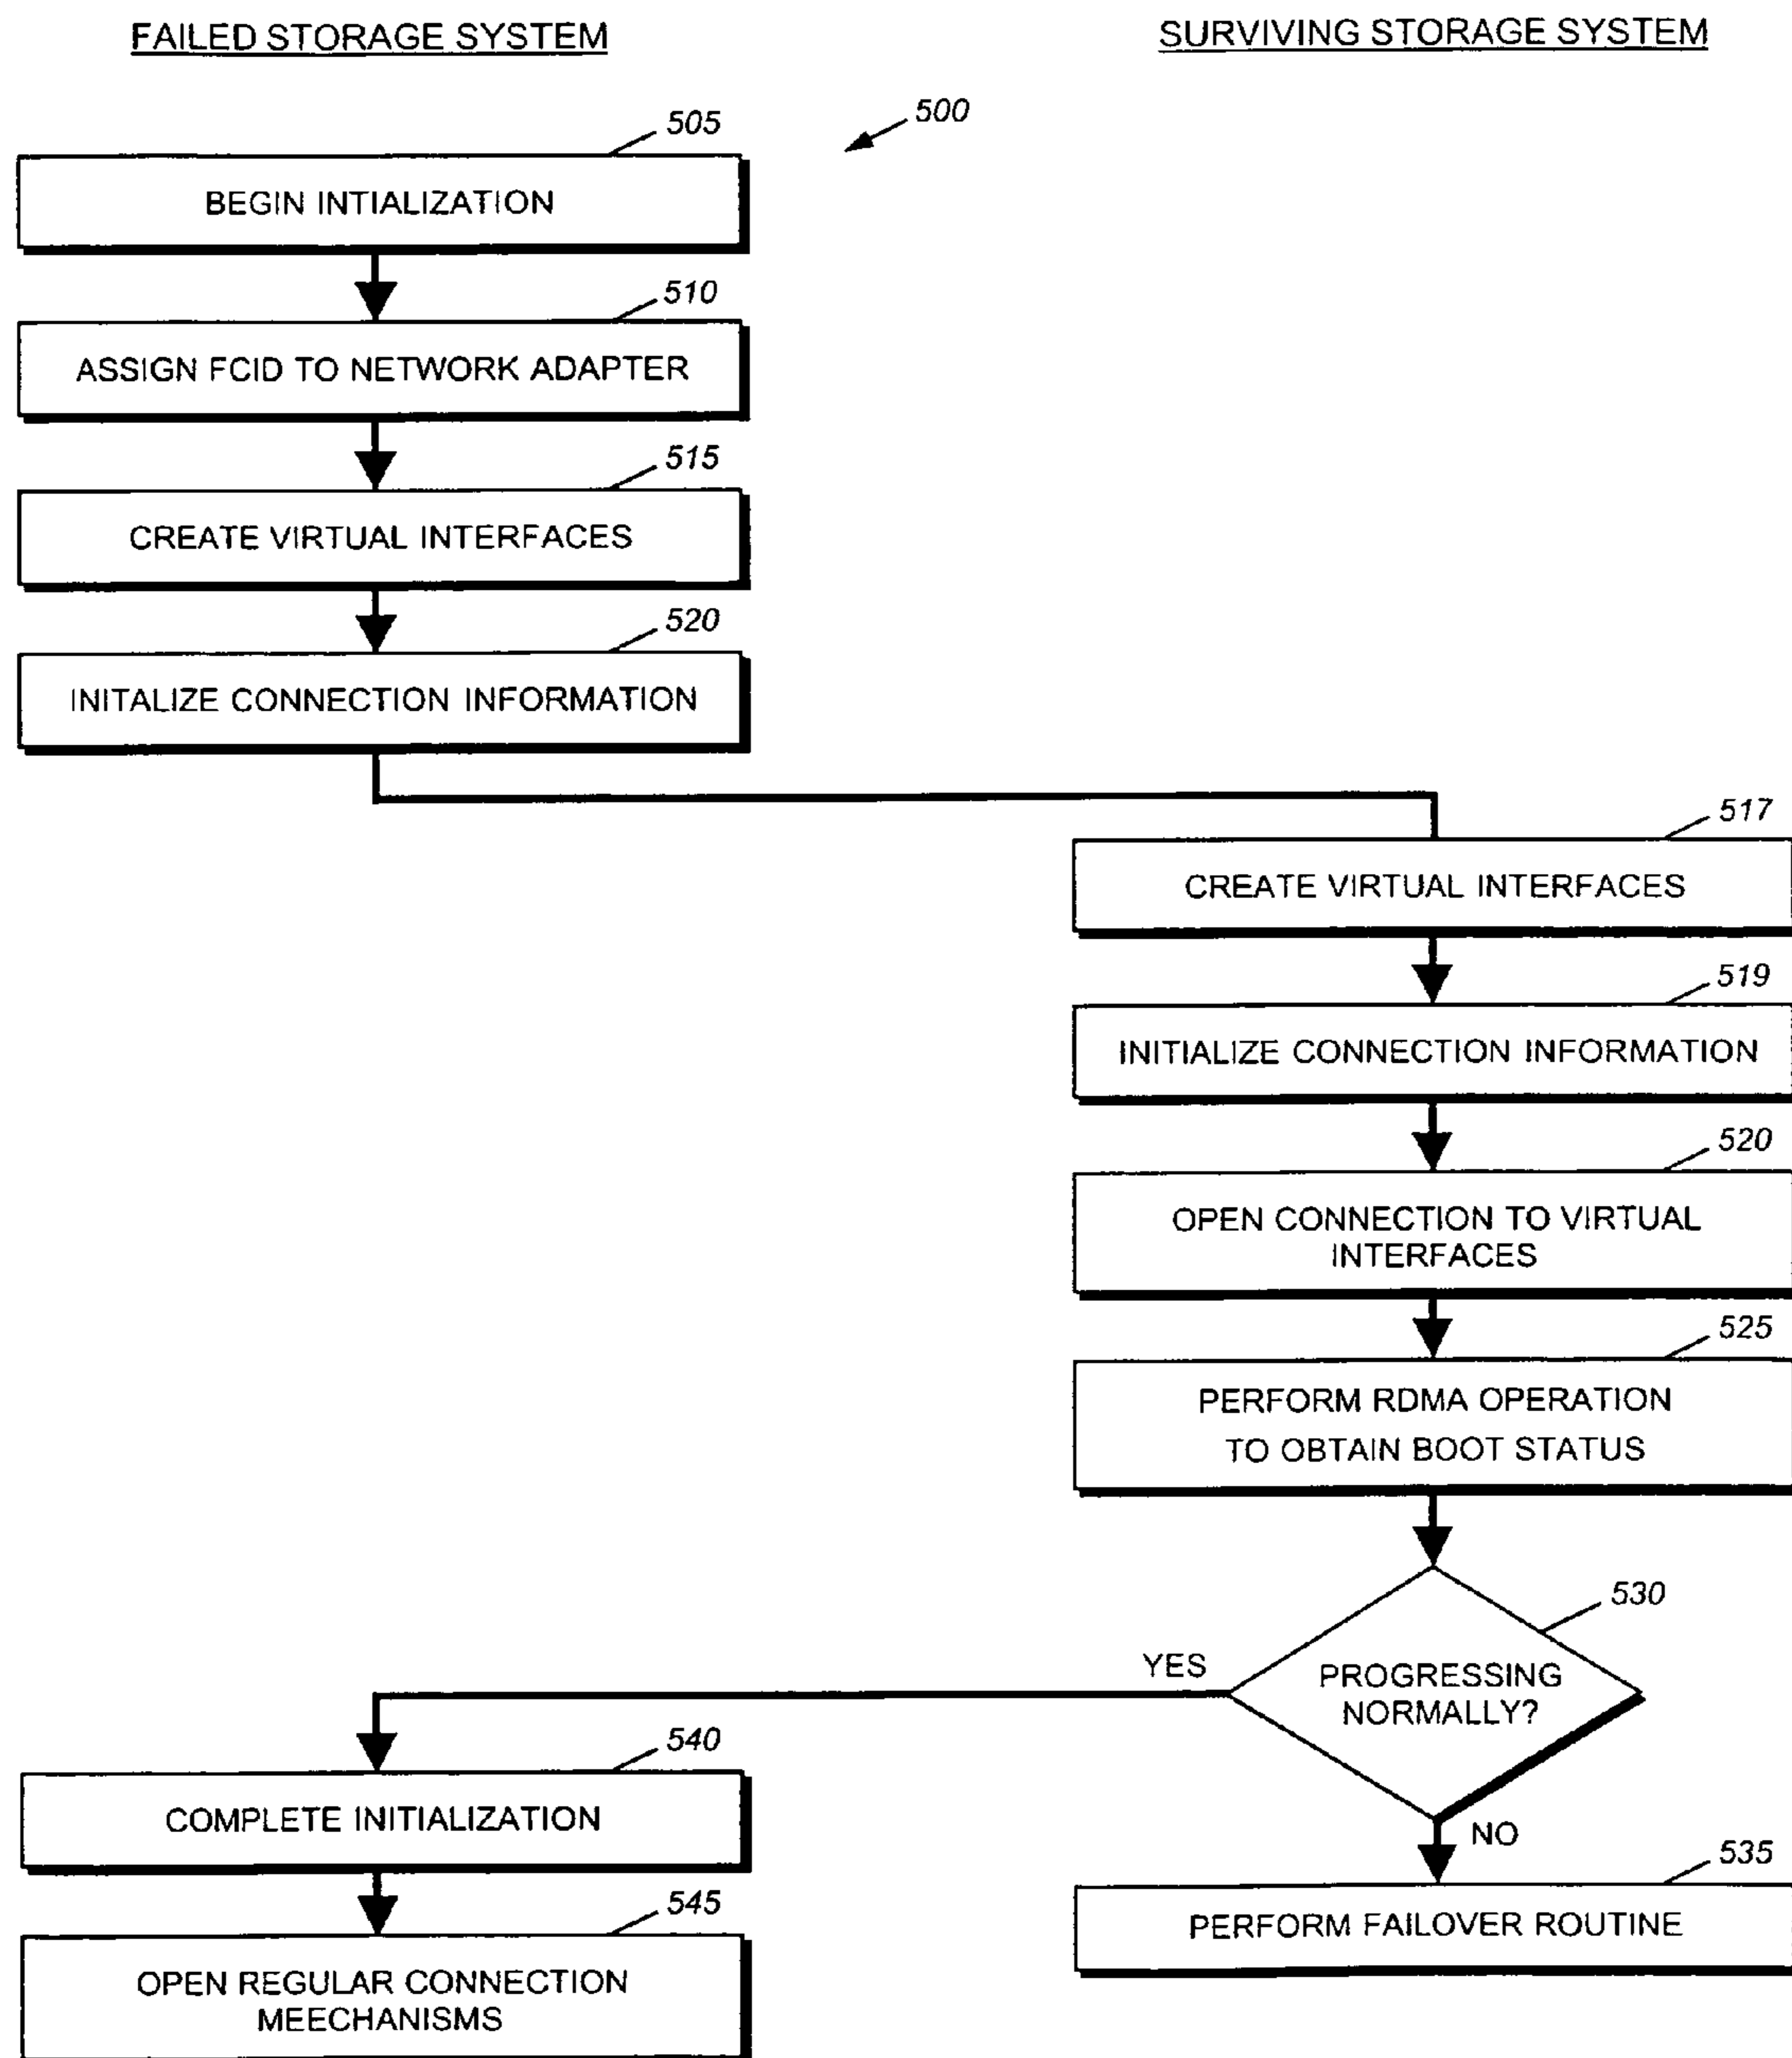 FAILED STORAGE SYSTEM
SURVIVING STORAGE SYSTEM
500
505
BEGIN INTIALIZATION
510
ASSIGN FCID TO NETWORK ADAPTER
515
CREATE VIRTUAL INTERFACES
520
INITALIZE CONNECTION INFORMATION
517
CREATE VIRTUAL INTERFACES
519
INITIALIZE CONNECTION INFORMATION
520
OPEN CONNECTION TO VIRTUAL
INTERFACES
525
PERFORM RDMA OPERATION
TO OBTAIN BOOT STATUS
530
PROGRESSING
NORMALLY?
YES
NO
535
PERFORM FAILOVER ROUTINE
540
COMPLETE INITIALIZATION
545
OPEN REGULAR CONNECTION
MEECHANISMS